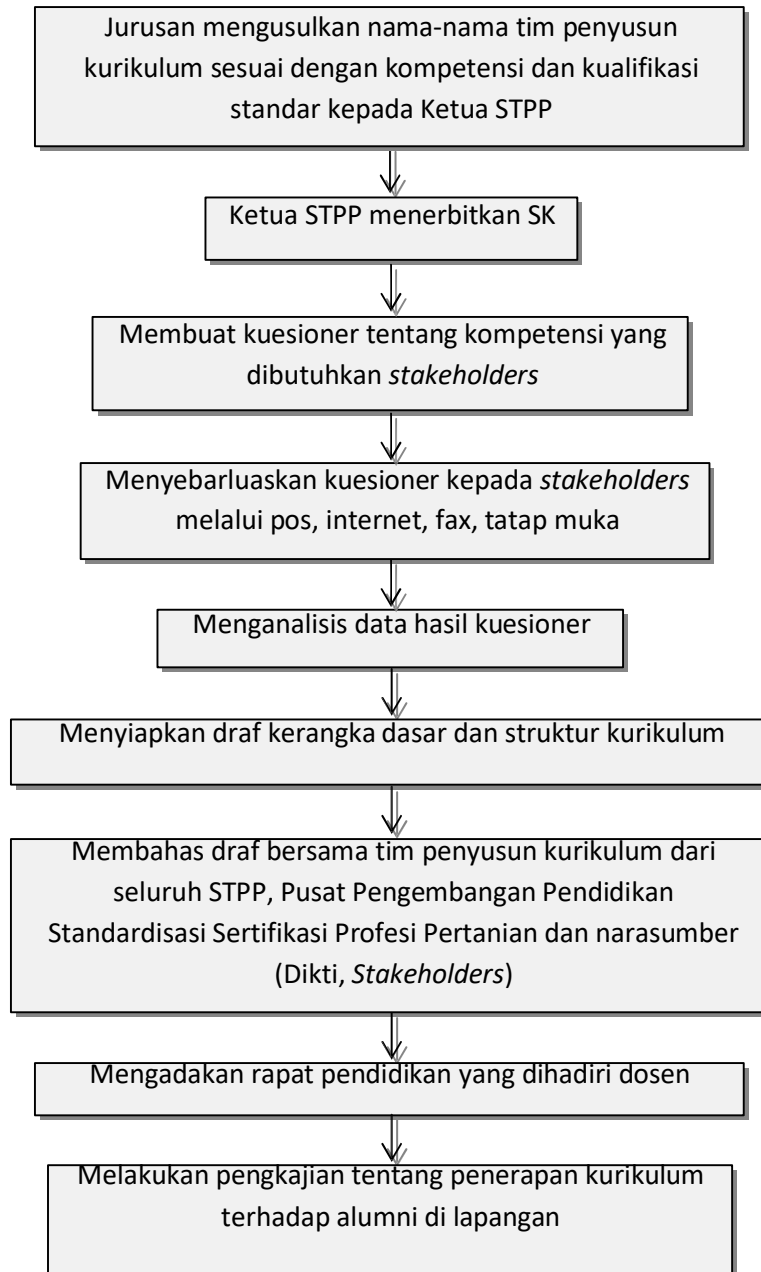 Jurusan mengusulkan nama-nama tim penyusun
kurikulum sesuai dengan kompetensi dan kualifikasi
standar kepada Ketua STPP
Ketua STPP menerbitkan SK
Membuat kuesioner tentang kompetensi yang
dibutuhkan stakeholders
Menyebarluaskan kuesioner kepada stakeholders
melalui pos, internet, fax, tatap muka
Menganalisis data hasil kuesioner
Menyiapkan draf kerangka dasar dan struktur kurikulum
Membahas draf bersama tim penyusun kurikulum dari
seluruh STPP, Pusat Pengembangan Pendidikan
Standardisasi Sertifikasi Profesi Pertanian dan narasumber
(Dikti, Stakeholders)
Mengadakan rapat pendidikan yang dihadiri dosen
Melakukan pengkajian tentang penerapan kurikulum
terhadap alumni di lapangan